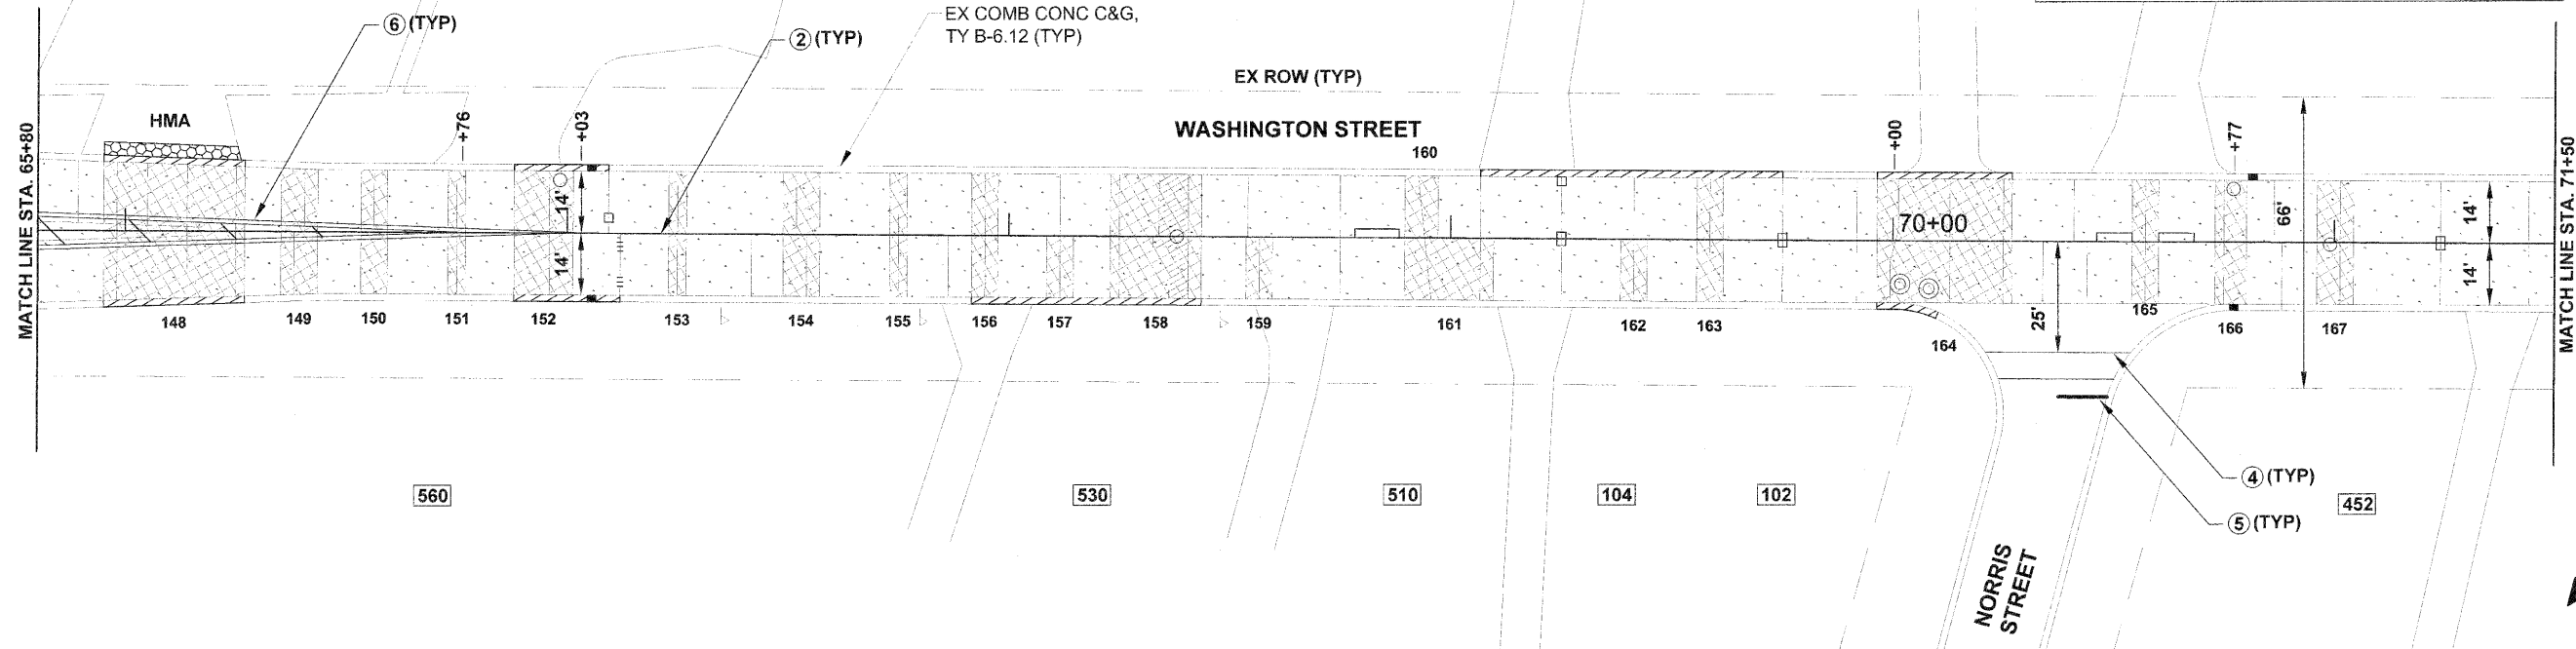 ⑥ (TYP)
② (TYP)
EX COMB CONC C&G,
TY B-6.12 (TYP)
EX ROW (TYP)
WASHINGTON STREET
HMA
+76
+03
+00
+77
MATCH LINE STA. 65+80
MATCH LINE STA. 71+50
14'
14'
160
70+00
66'
14'
14'
25'
148
149
150
151
152
153
154
155
156
157
158
159
161
162
163
164
165
166
167
560
530
510
104
102
452
④ (TYP)
⑤ (TYP)
NORRIS
STREET